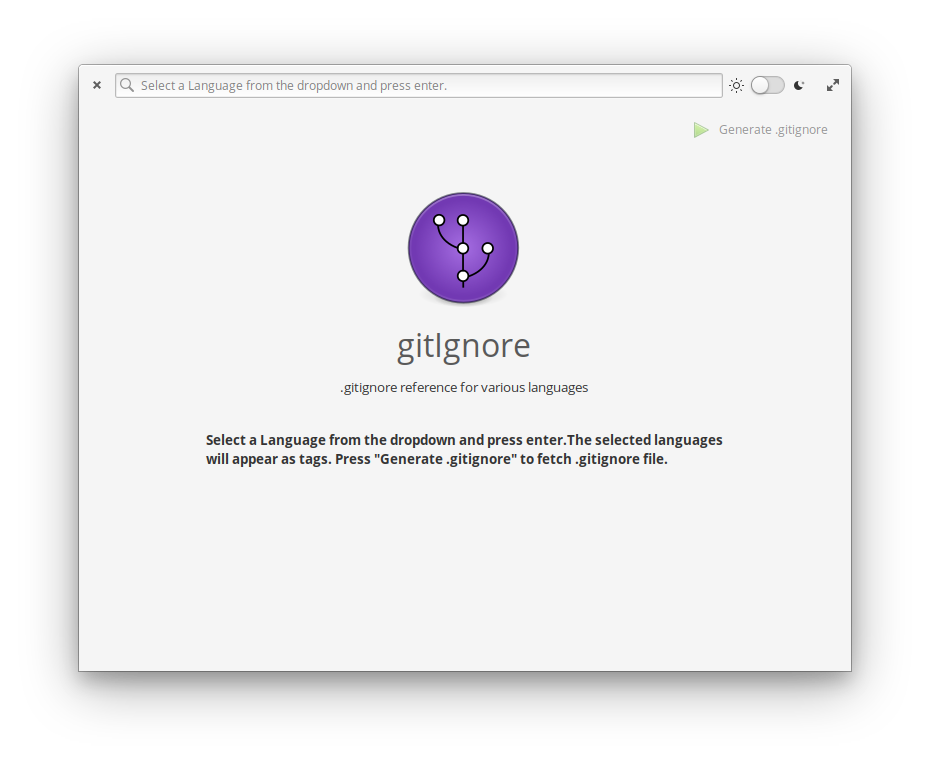 Select a Language from the dropdown and press enter.
Generate .gitignore
gitIgnore
.gitignore reference for various languages
Select a Language from the dropdown and press enter.The selected languages
will appear as tags. Press "Generate .gitignore" to fetch .gitignore file.